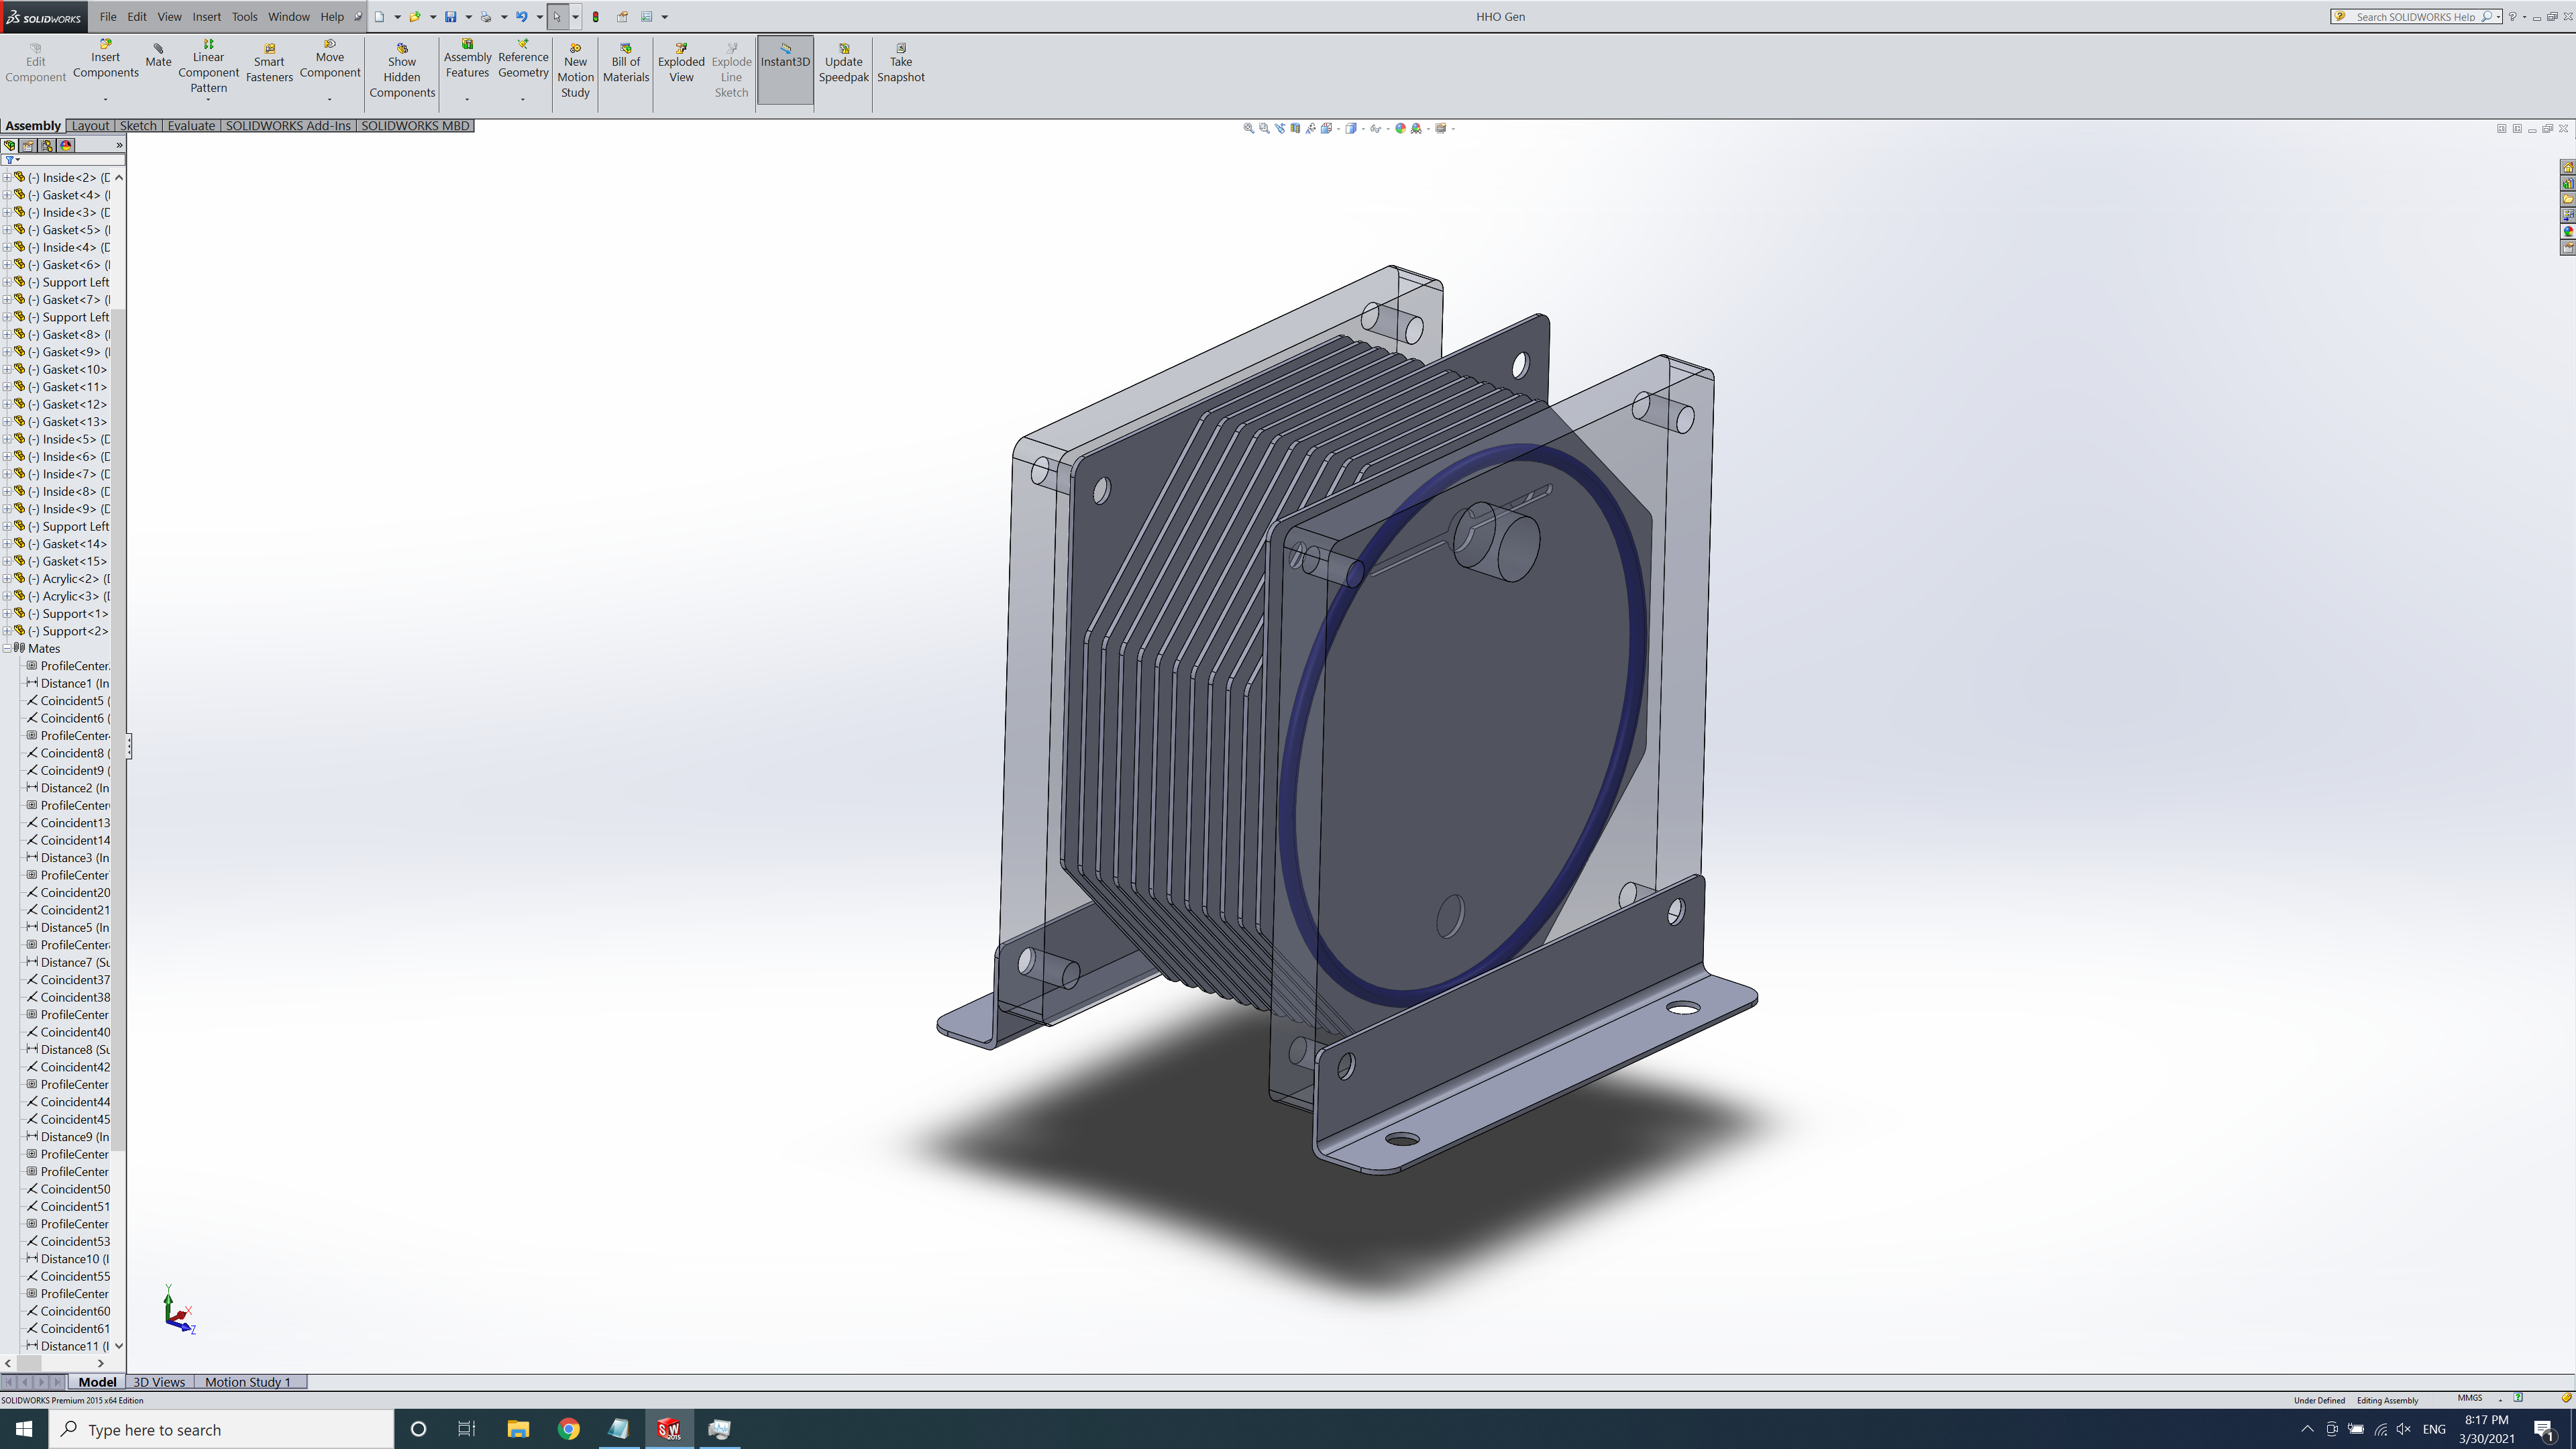 SOLIDWORKS File Edit View Insert Tools Window Help HHO Gen Search SOLIDWORKS Help
Edit Component
Insert Components
Mate
Linear Component Pattern
Smart Fasteners
Move Component
Show Hidden Components
Assembly Features
Reference Geometry
New Motion Study
Bill of Materials
Exploded View
Explode Line Sketch
Instant3D
Update Speedpak
Take Snapshot
Assembly Layout Sketch Evaluate SOLIDWORKS Add-Ins SOLIDWORKS MBD
(-) Inside<2> (D
(-) Gasket<4> (
(-) Inside<3> (D
(-) Gasket<5> (
(-) Inside<4> (D
(-) Gasket<6> (
(-) Support Left
(-) Gasket<7> (
(-) Support Left
(-) Gasket<8> (
(-) Gasket<9> (
(-) Gasket<10>
(-) Gasket<11>
(-) Gasket<12>
(-) Gasket<13>
(-) Inside<5> (D
(-) Inside<6> (D
(-) Inside<7> (D
(-) Inside<8> (D
(-) Inside<9> (D
(-) Support Left
(-) Gasket<14>
(-) Gasket<15>
(-) Acrylic<2> (D
(-) Acrylic<3> (D
(-) Support<1>
(-) Support<2>
Mates
ProfileCenter
Distance1 (In
Coincident5 (
Coincident6 (
ProfileCenter
Coincident8 (
Coincident9 (
Distance2 (In
ProfileCenter
Coincident13
Coincident14
Distance3 (In
ProfileCenter
Coincident20
Coincident21
Distance5 (In
ProfileCenter
Distance7 (Su
Coincident37
Coincident38
ProfileCenter
Coincident40
Distance8 (Su
Coincident42
ProfileCenter
Coincident44
Coincident45
Distance9 (In
ProfileCenter
ProfileCenter
Coincident50
Coincident51
ProfileCenter
Coincident53
Distance10 (I
Coincident55
ProfileCenter
Coincident60
Coincident61
Distance11 (I
Y
X
Z
Model 3D Views Motion Study 1
SOLIDWORKS Premium 2015 x64 Edition Under Defined Editing Assembly MMGS
Type here to search
SW 2015
ENG
8:17 PM
3/30/2021
1